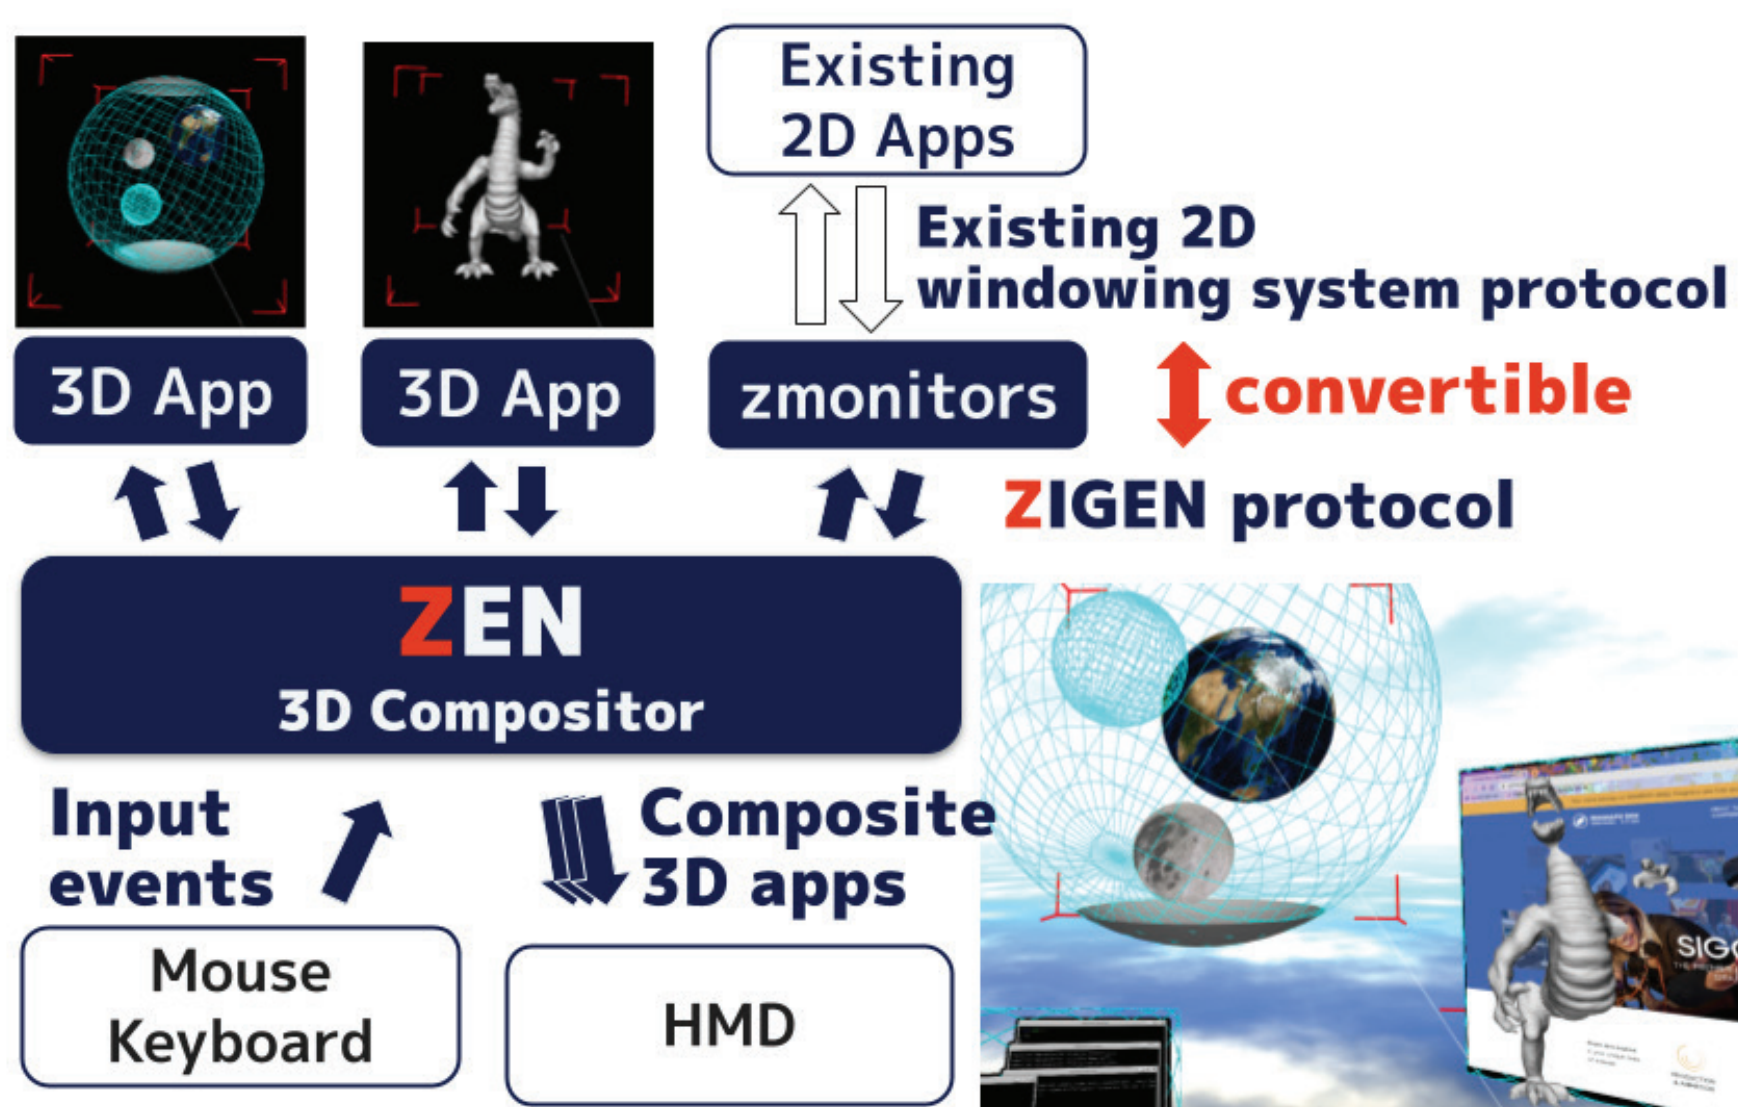 Existing
2D Apps
Existing 2D
windowing system protocol
3D App
3D App
zmonitors
convertible
ZIGEN protocol
ZEN
3D Compositor
Input
events
Composite
3D apps
Mouse
Keyboard
HMD